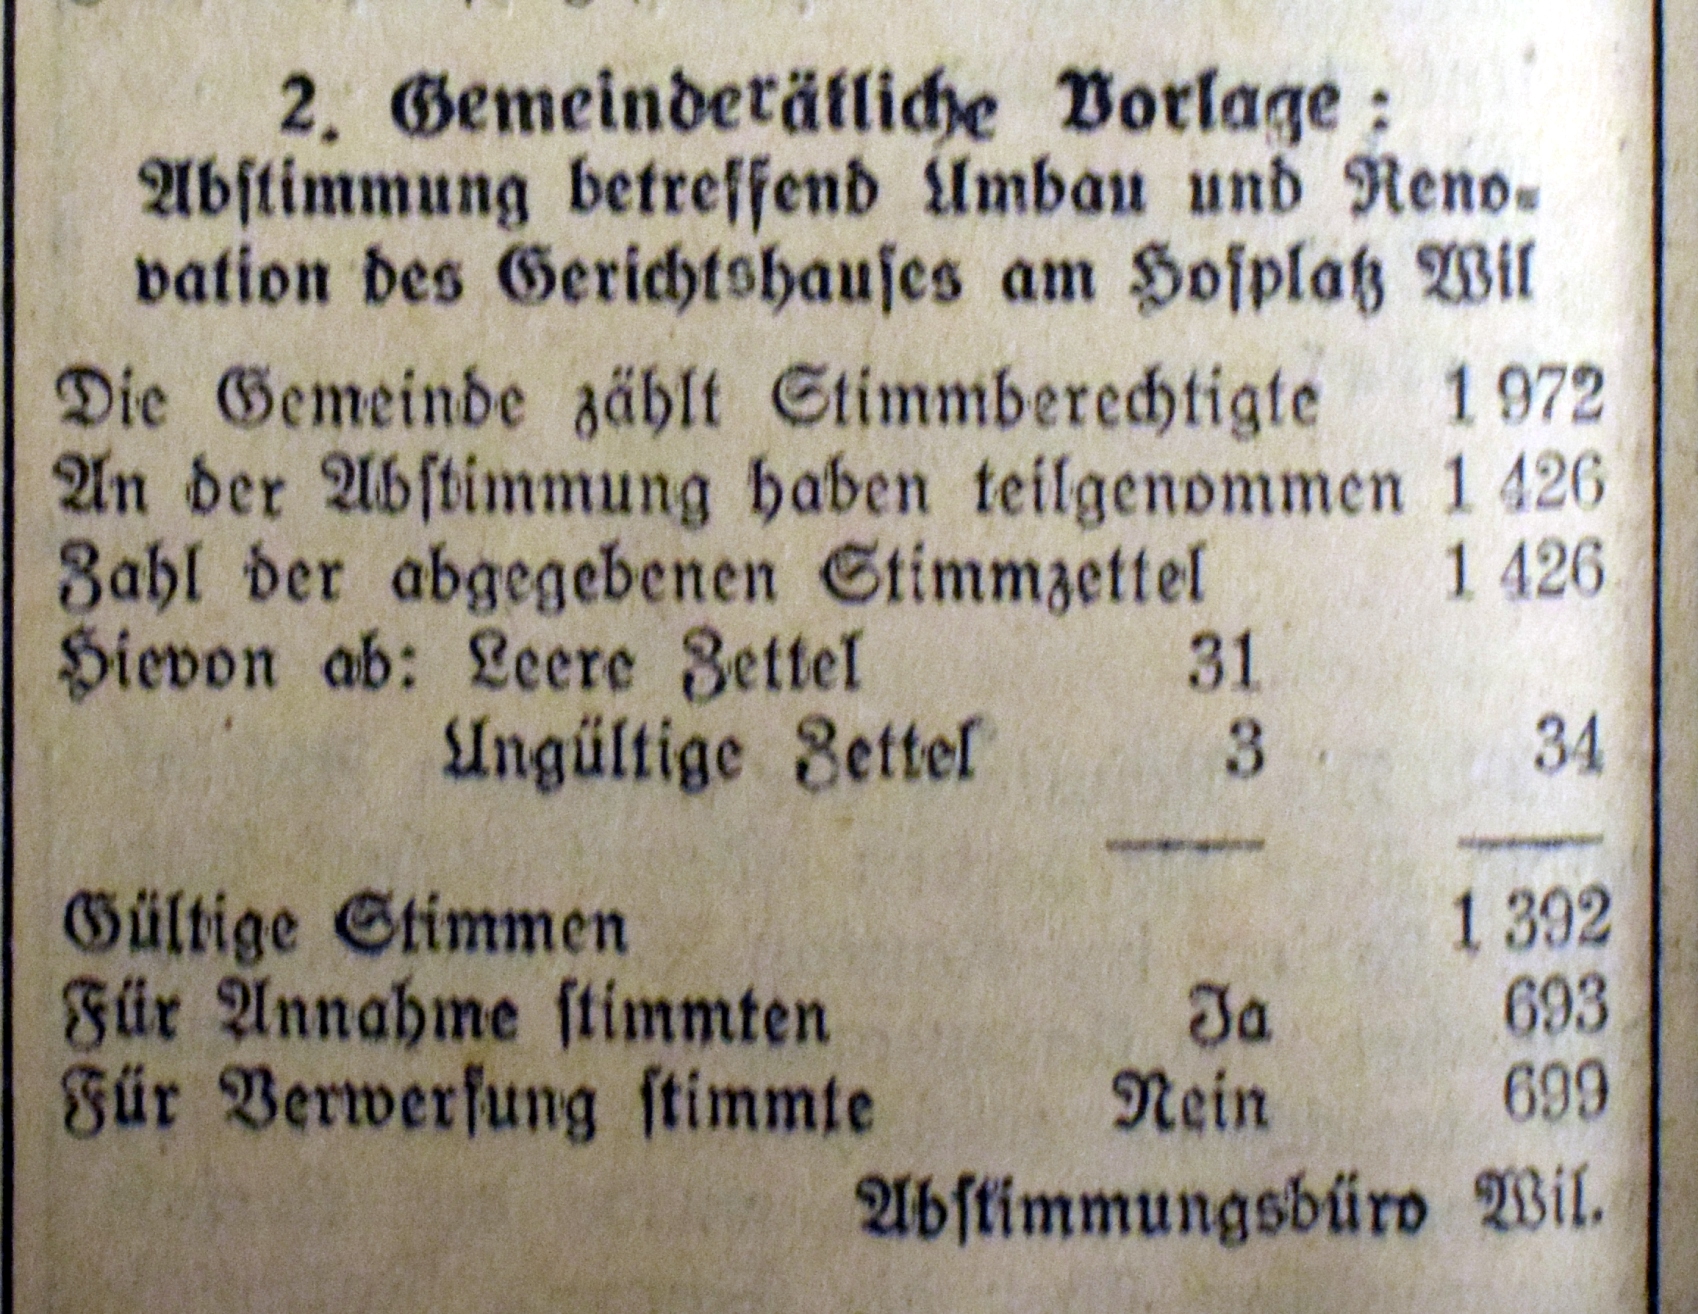 2. Gemeinderätliche Vorlage:
Abstimmung betreffend Umbau und Reno-
vation des Gerichtshauses am Hofplatz Wil
Die Gemeinde zählt Stimmberechtigte 1 972
An der Abstimmung haben teilgenommen 1 426
Zahl der abgegebenen Stimmzettel 1 426
Hievon ab: Leere Zettel 31
Ungültige Zettel 3 34
Gültige Stimmen 1 392
Für Annahme stimmten Ja 693
Für Verwerfung stimmte Nein 699
Abstimmungsbüro Wil.